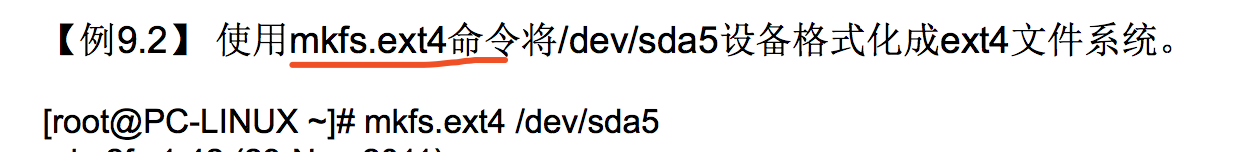 【例9.2】 使用mkfs.ext4命令将/dev/sda5设备格式化成ext4文件系统。
[root@PC-LINUX ~]# mkfs.ext4 /dev/sda5